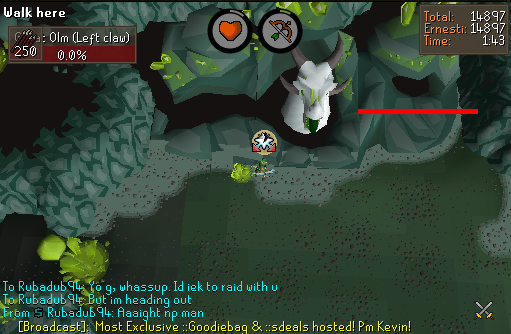 Walk here
: Olm (Left claw)
250
0.0%
Total: 14897
Ernesti: 14897
Time: 1:43
To Rubadub94: Yo g, whassup. Id iek to raid with u
To Rubadub94: But im heading out
From Rubadub94: Aaaight np man
[Broadcast]: Most Exclusive ::Goodiebag & ::sdeals hosted! Pm Kevin!